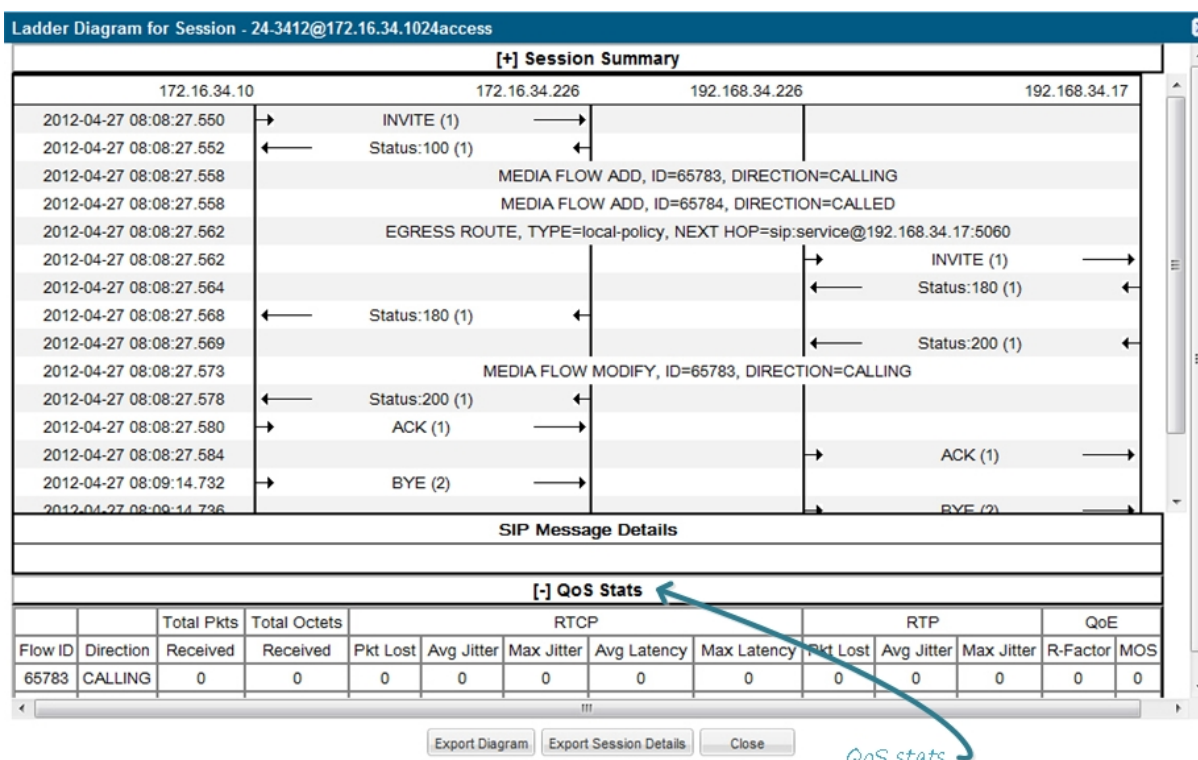 Ladder Diagram for Session - 24-3412@172.16.34.1024access
[+] Session Summary
172.16.34.10 172.16.34.226 192.168.34.226 192.168.34.17
2012-04-27 08:08:27.550 INVITE (1)
2012-04-27 08:08:27.552 Status:100 (1)
2012-04-27 08:08:27.558 MEDIA FLOW ADD, ID=65783, DIRECTION=CALLING
2012-04-27 08:08:27.558 MEDIA FLOW ADD, ID=65784, DIRECTION=CALLED
2012-04-27 08:08:27.562 EGRESS ROUTE, TYPE=local-policy, NEXT HOP=sip:service@192.168.34.17:5060
2012-04-27 08:08:27.562 INVITE (1)
2012-04-27 08:08:27.564 Status:180 (1)
2012-04-27 08:08:27.568 Status:180 (1)
2012-04-27 08:08:27.569 Status:200 (1)
2012-04-27 08:08:27.573 MEDIA FLOW MODIFY, ID=65783, DIRECTION=CALLING
2012-04-27 08:08:27.578 Status:200 (1)
2012-04-27 08:08:27.580 ACK (1)
2012-04-27 08:08:27.584 ACK (1)
2012-04-27 08:09:14.732 BYE (2)
2012-04-27 08:09:14.736 BYE (2)
SIP Message Details
[-] QoS Stats
Total Pkts Total Octets RTCP RTP QoE
Flow ID Direction Received Received Pkt Lost Avg Jitter Max Jitter Avg Latency Max Latency Pkt Lost Avg Jitter Max Jitter R-Factor MOS
65783 CALLING 0 0 0 0 0 0 0 0 0 0 0 0
Export Diagram Export Session Details Close
QoS stats